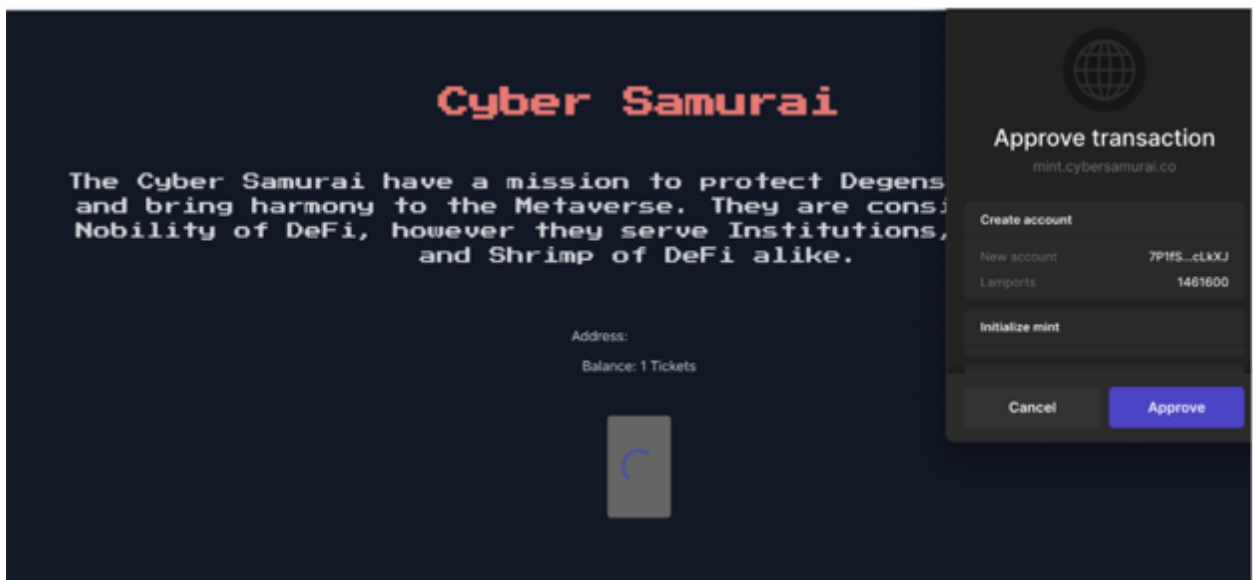 Cyber Samurai
The Cyber Samurai have a mission to protect Degens
and bring harmony to the Metaverse. They are consi
Nobility of DeFi, however they serve Institutions,
and Shrimp of DeFi alike.
Address:
Balance: 1 Tickets
Approve transaction
mint.cybersamurai.co
Create account
New account 7P1fS...cLkXJ
Lamports 1461600
Initialize mint
Cancel Approve